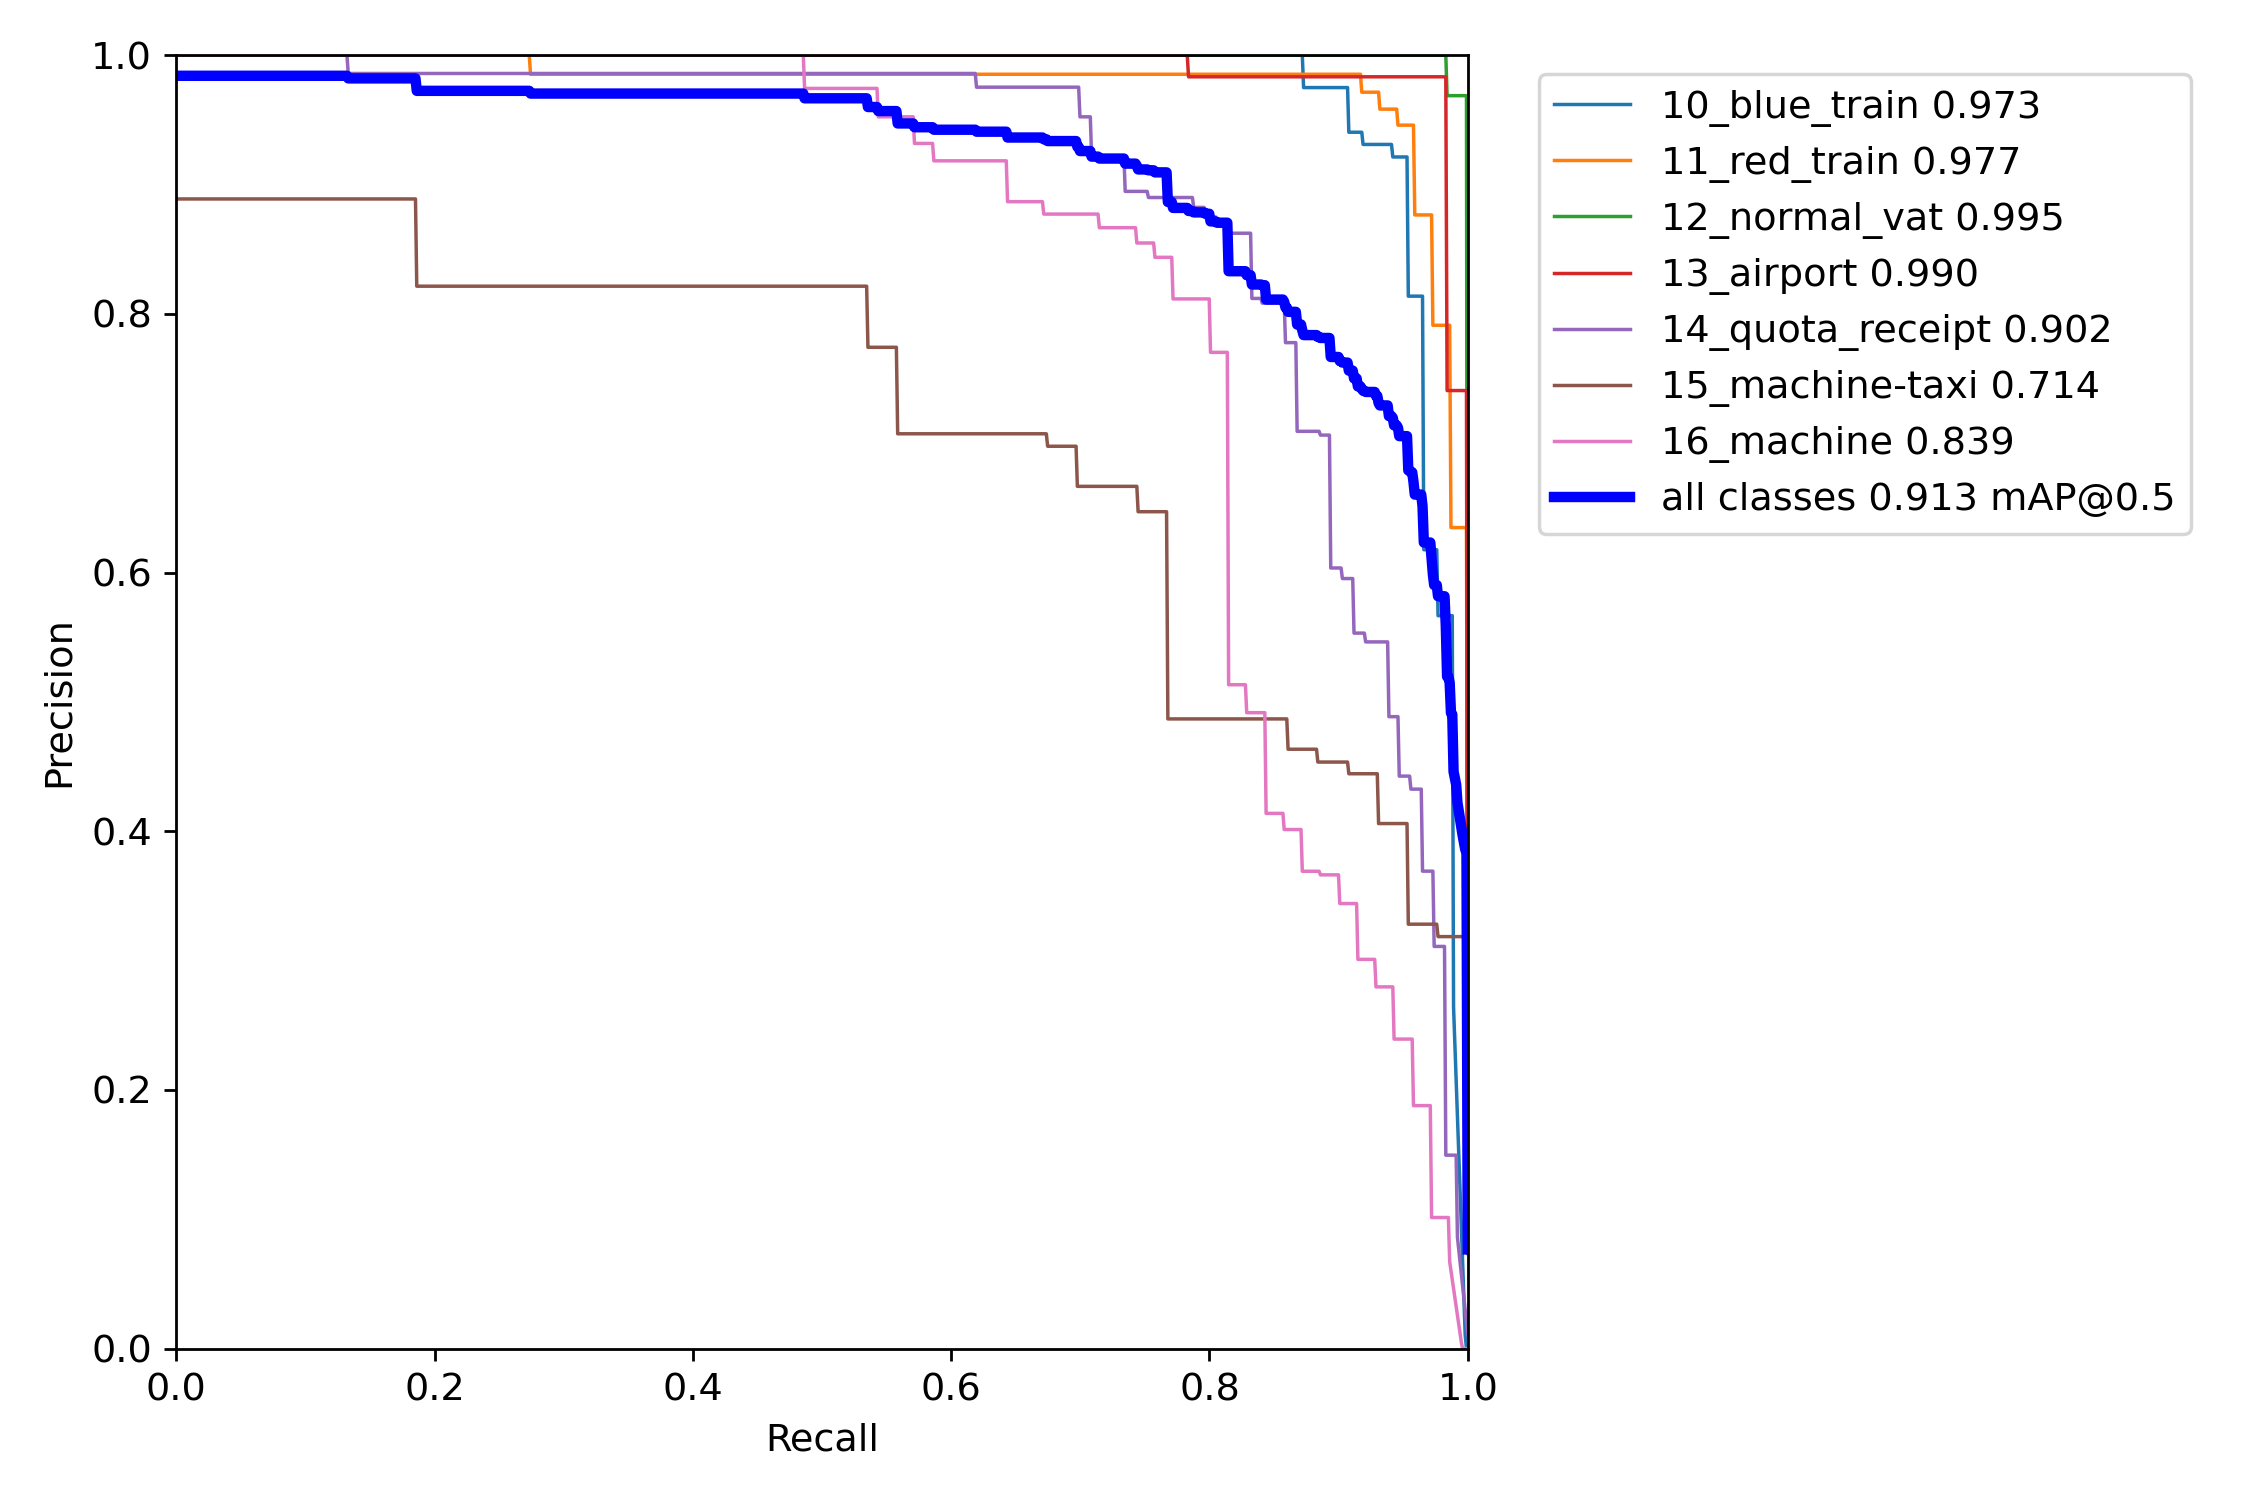 1.0
0.8
0.6
0.4
0.2
0.0
0.0 0.2 0.4 0.6 0.8 1.0
Precision
Recall
10_blue_train 0.973
11_red_train 0.977
12_normal_vat 0.995
13_airport 0.990
14_quota_receipt 0.902
15_machine-taxi 0.714
16_machine 0.839
all classes 0.913 mAP@0.5